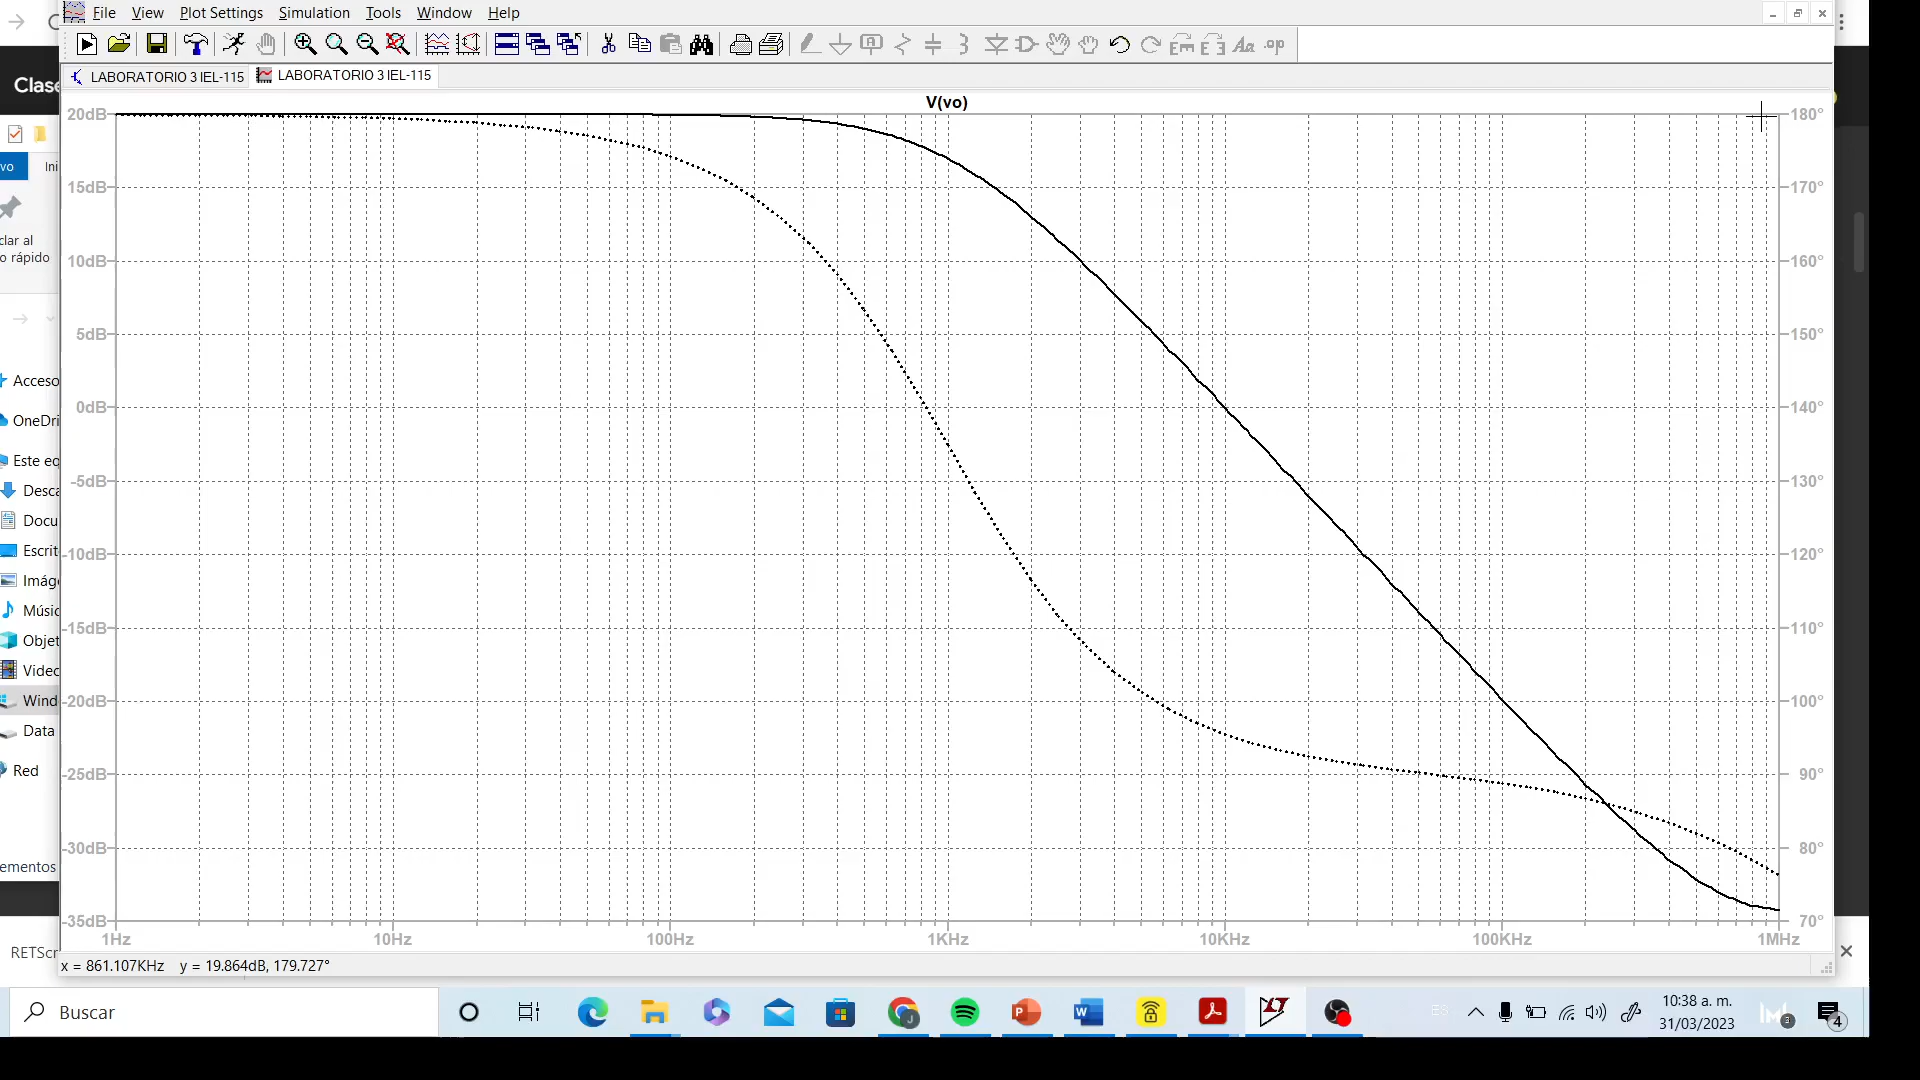 File View Plot Settings Simulation Tools Window Help
LABORATORIO 3 IEL-115 LABORATORIO 3 IEL-115
V(vo)
Clase
vo Ini
clar al
o rápido
Acceso
OneDri
Este eq
Desca
Docu
Escrit
Imág
Músic
Objet
Videc
Wind
Data
Red
ementos
RETScr
20dB
15dB
10dB
5dB
0dB
-5dB
-10dB
-15dB
-20dB
-25dB
-30dB
-35dB
180°
170°
160°
150°
140°
130°
120°
110°
100°
90°
80°
70°
1Hz 10Hz 100Hz 1KHz 10KHz 100KHz 1MHz
x = 861.107KHz y = 19.864dB, 179.727°
Buscar
10:38 a. m.
31/03/2023
4